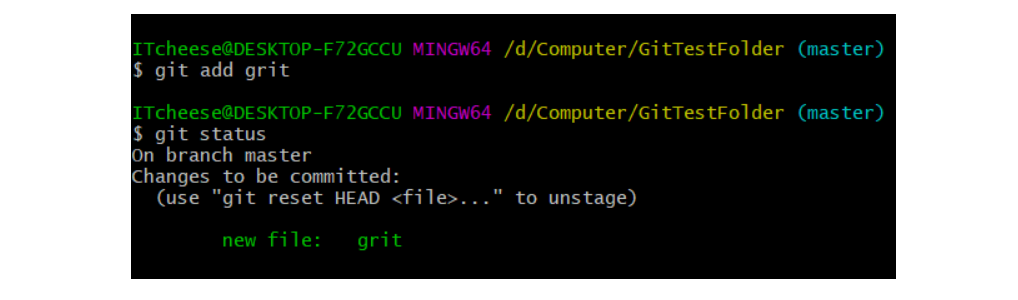 ITcheese@DESKTOP-F72GCCU MINGW64 /d/Computer/GitTestFolder (master)
$ git add grit
ITcheese@DESKTOP-F72GCCU MINGW64 /d/Computer/GitTestFolder (master)
$ git status
On branch master
Changes to be committed:
  (use "git reset HEAD <file>..." to unstage)
        new file:   grit